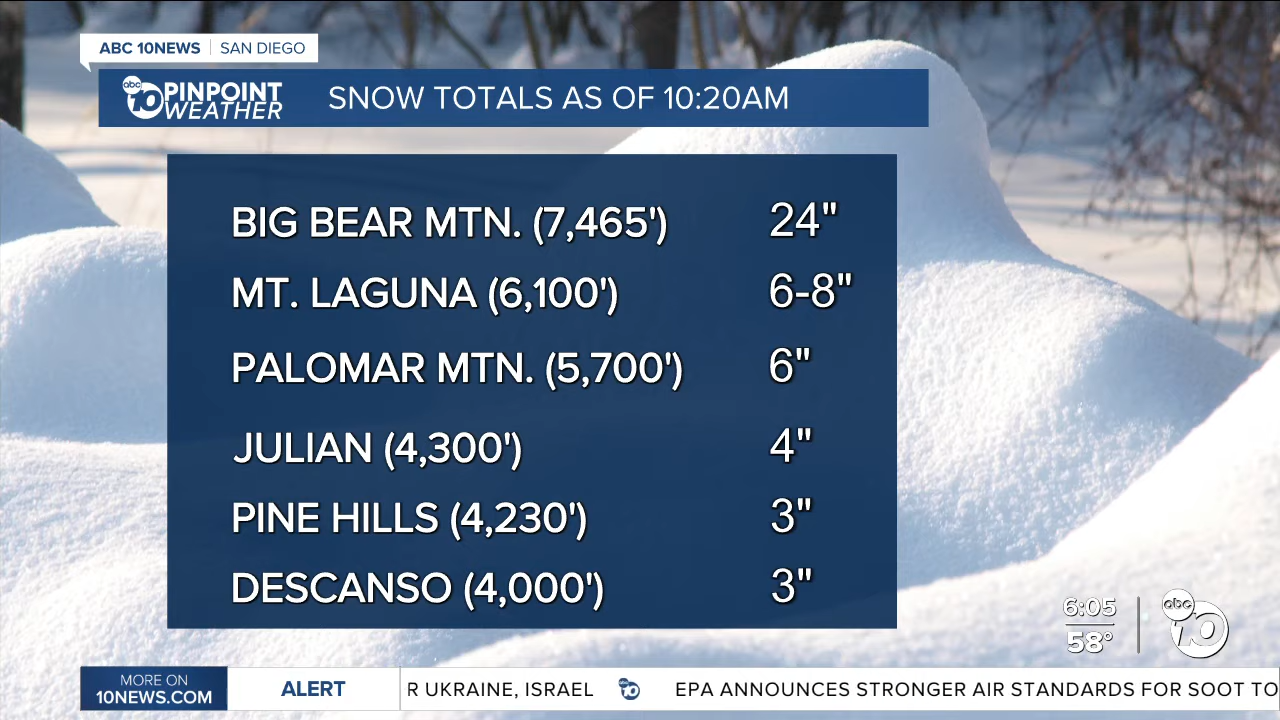 ABC 10NEWS | SAN DIEGO
abc 10 PINPOINT WEATHER
SNOW TOTALS AS OF 10:20AM
BIG BEAR MTN. (7,465') 24"
MT. LAGUNA (6,100') 6-8"
PALOMAR MTN. (5,700') 6"
JULIAN (4,300') 4"
PINE HILLS (4,230') 3"
DESCANSO (4,000') 3"
6:05
58°
abc 10
MORE ON
10NEWS.COM
ALERT
R UKRAINE, ISRAEL abc 10 EPA ANNOUNCES STRONGER AIR STANDARDS FOR SOOT TO